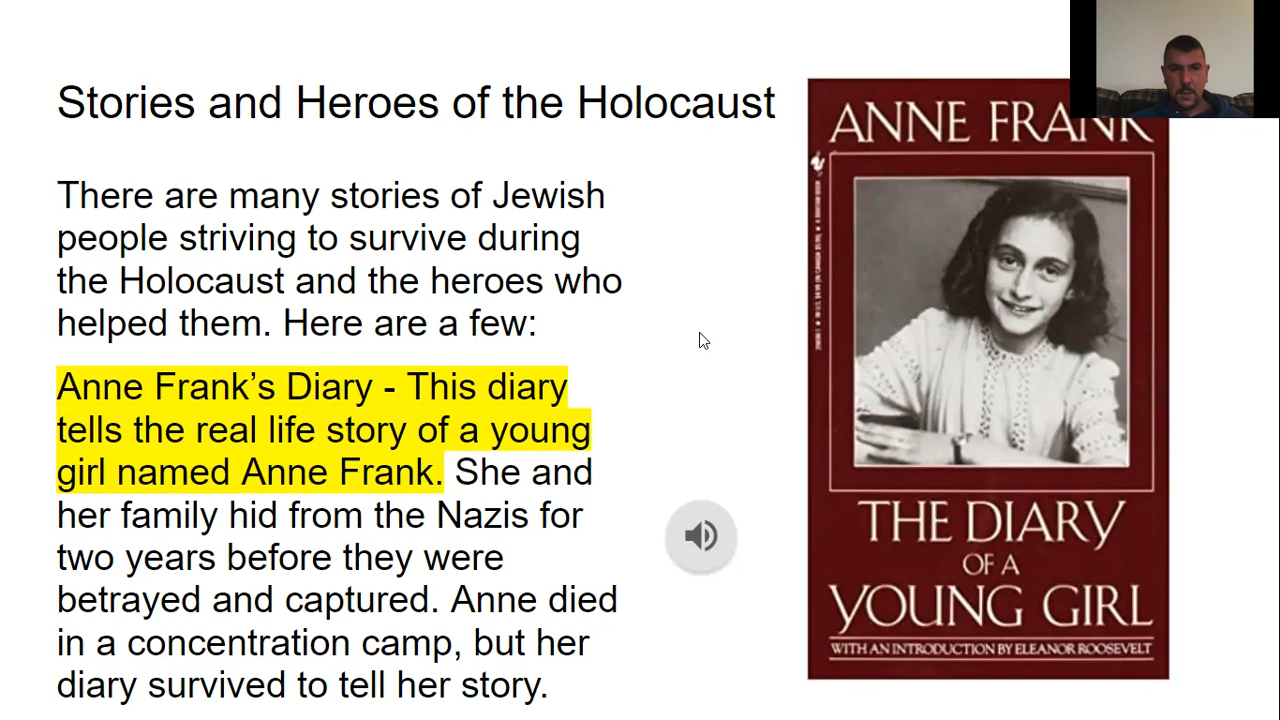 Stories and Heroes of the Holocaust
There are many stories of Jewish
people striving to survive during
the Holocaust and the heroes who
helped them. Here are a few:
Anne Frank’s Diary - This diary
tells the real life story of a young
girl named Anne Frank. She and
her family hid from the Nazis for
two years before they were
betrayed and captured. Anne died
in a concentration camp, but her
diary survived to tell her story.
ANNE FRANK
THE DIARY
OF A
YOUNG GIRL
WITH AN INTRODUCTION BY ELEANOR ROOSEVELT